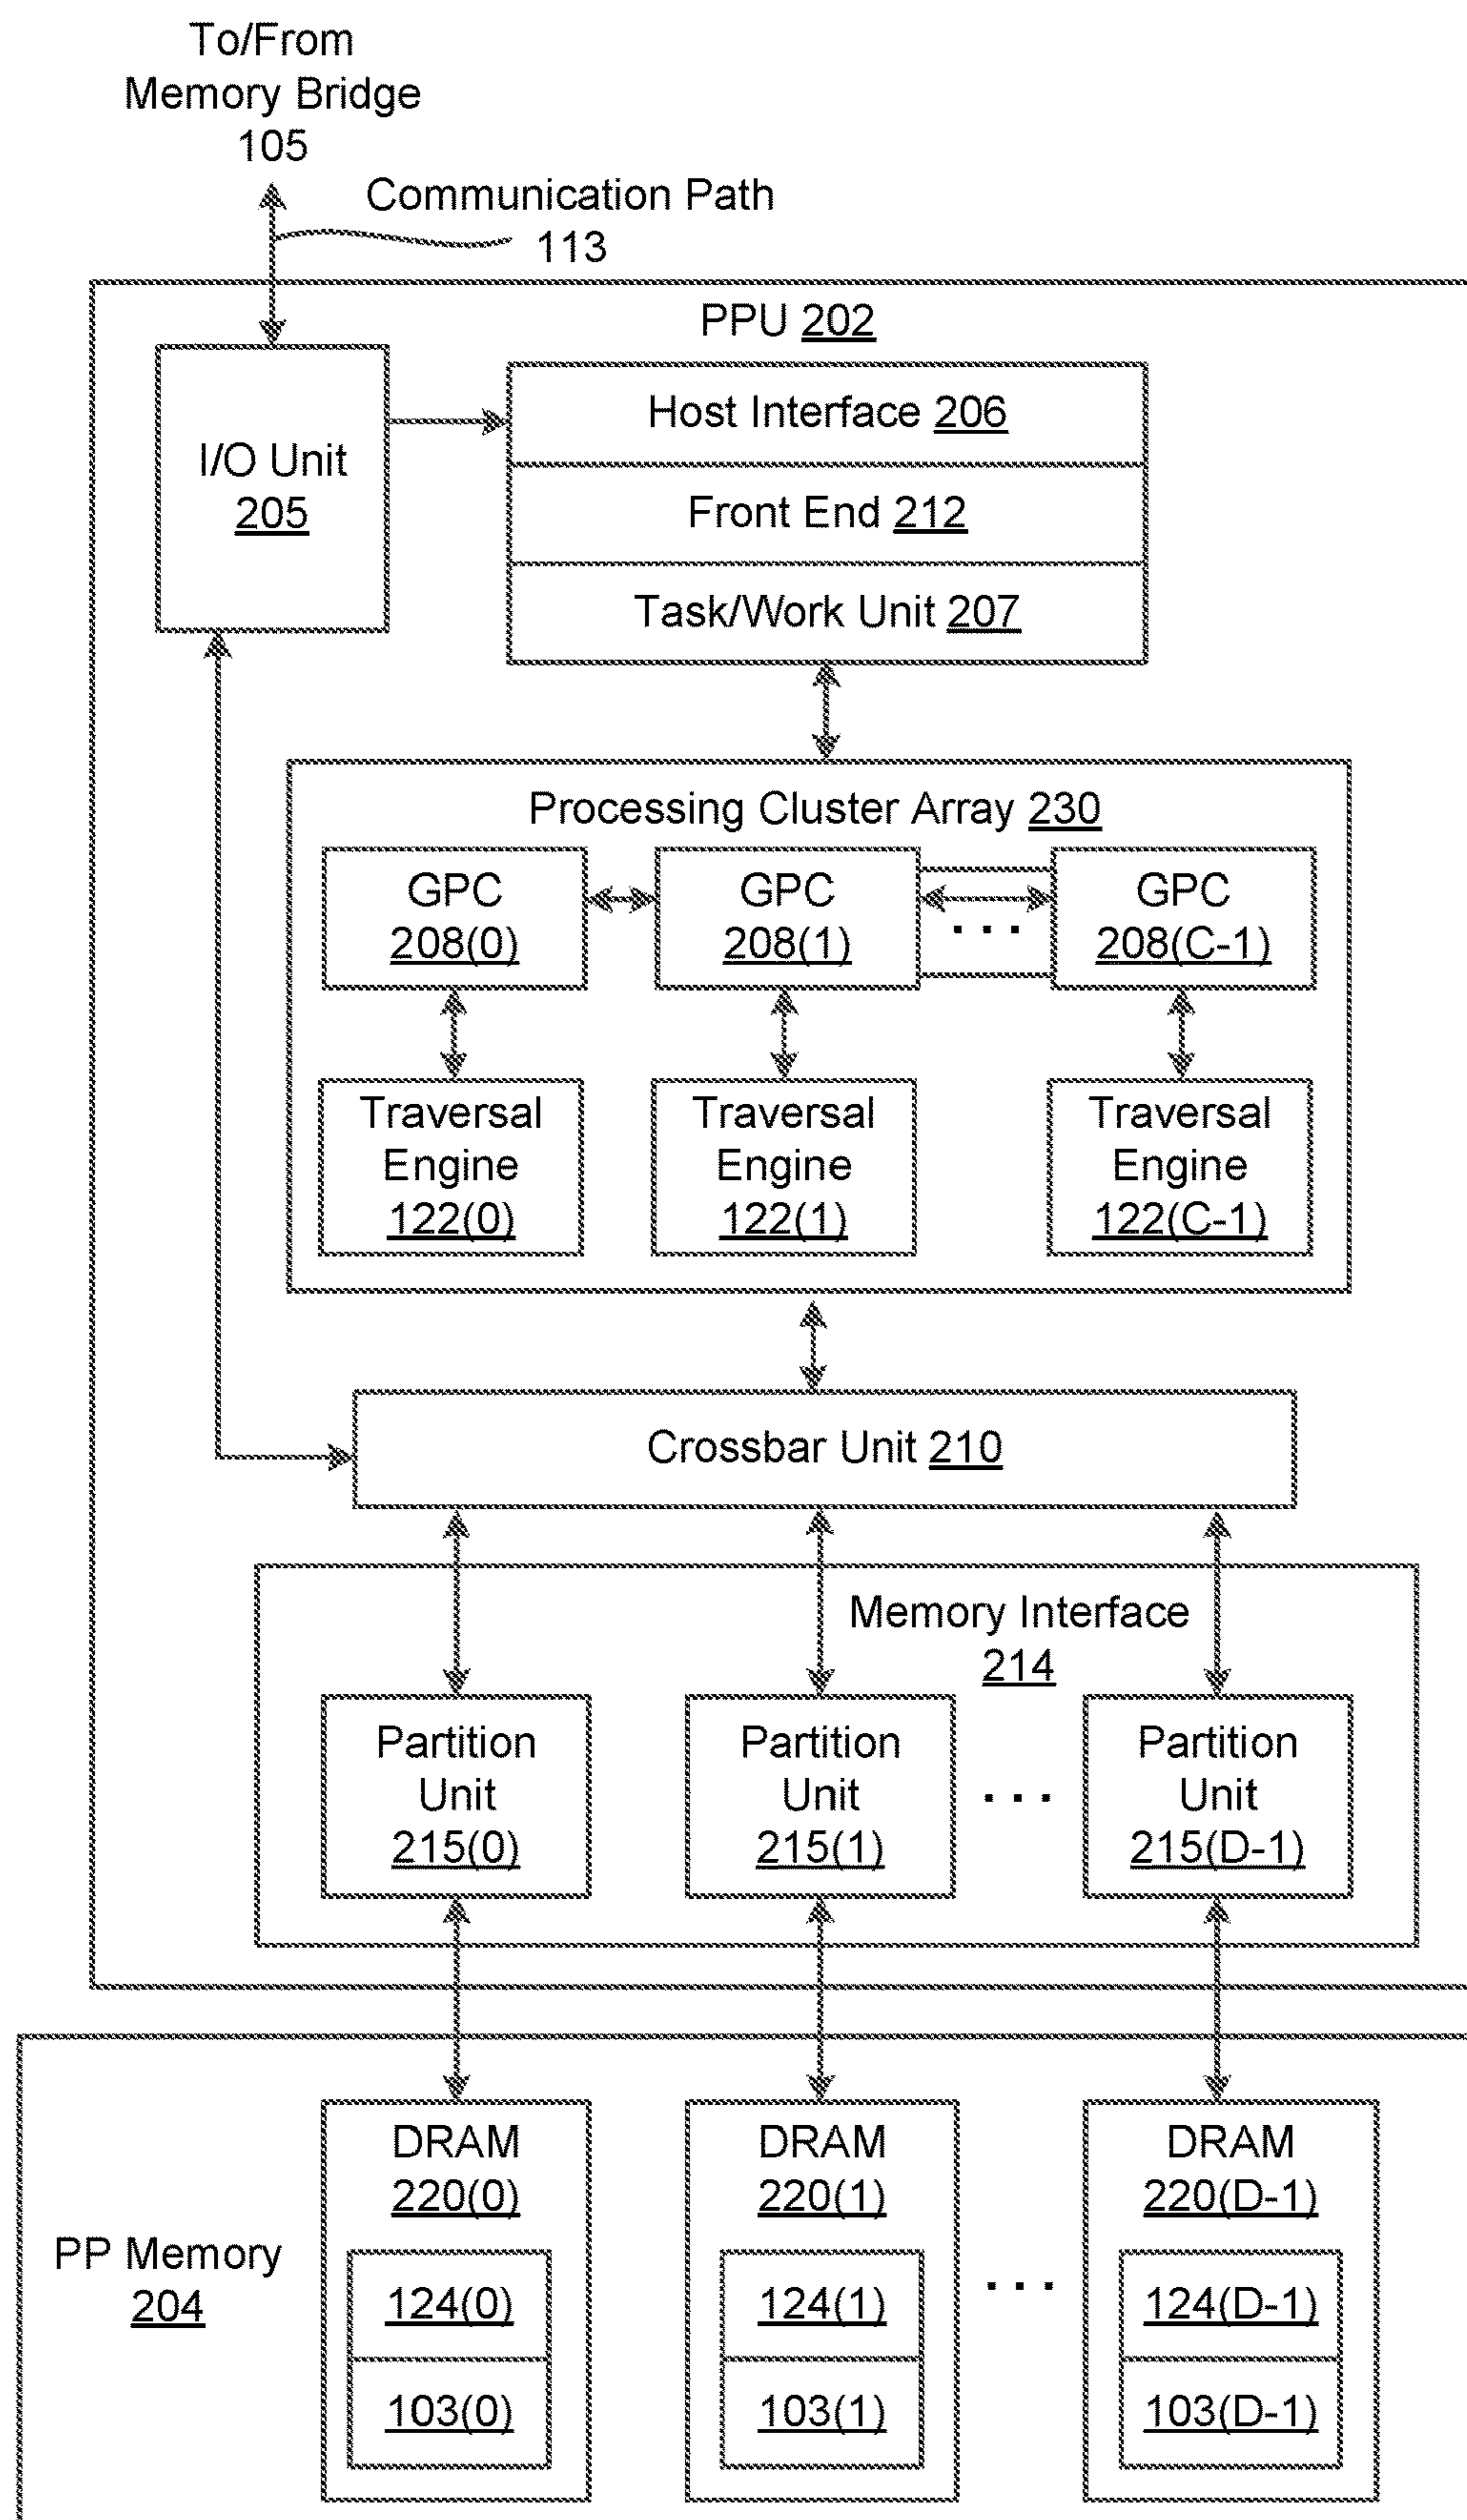 To/From
Memory Bridge
105
Communication Path
113
PPU 202
Host Interface 206
I/O Unit
205
Front End 212
Task/Work Unit 207
Processing Cluster Array 230
GPC
208(0)
GPC
208(1)
. . .
GPC
208(C-1)
Traversal
Engine
122(0)
Traversal
Engine
122(1)
Traversal
Engine
122(C-1)
Crossbar Unit 210
Memory Interface
214
Partition
Unit
215(0)
Partition
Unit
215(1)
. . .
Partition
Unit
215(D-1)
PP Memory
204
DRAM
220(0)
124(0)
103(0)
DRAM
220(1)
124(1)
103(1)
. . .
DRAM
220(D-1)
124(D-1)
103(D-1)